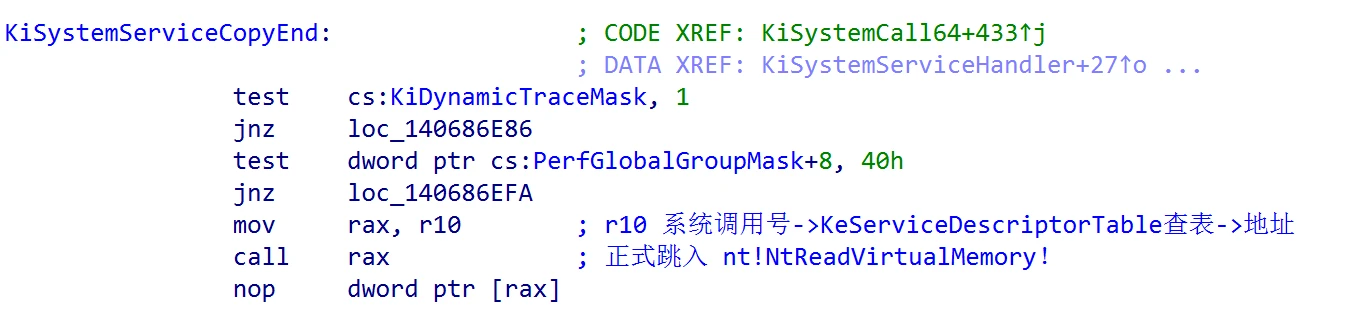 KiSystemServiceCopyEnd: ; CODE XREF: KiSystemCall64+433↑j
; DATA XREF: KiSystemServiceHandler+27↑o ...
test cs:KiDynamicTraceMask, 1
jnz loc_140686E86
test dword ptr cs:PerfGlobalGroupMask+8, 40h
jnz loc_140686EFA
mov rax, r10 ; r10 系统调用号->KeServiceDescriptorTable查表->地址
call rax ; 正式跳入 nt!NtReadVirtualMemory!
nop dword ptr [rax]